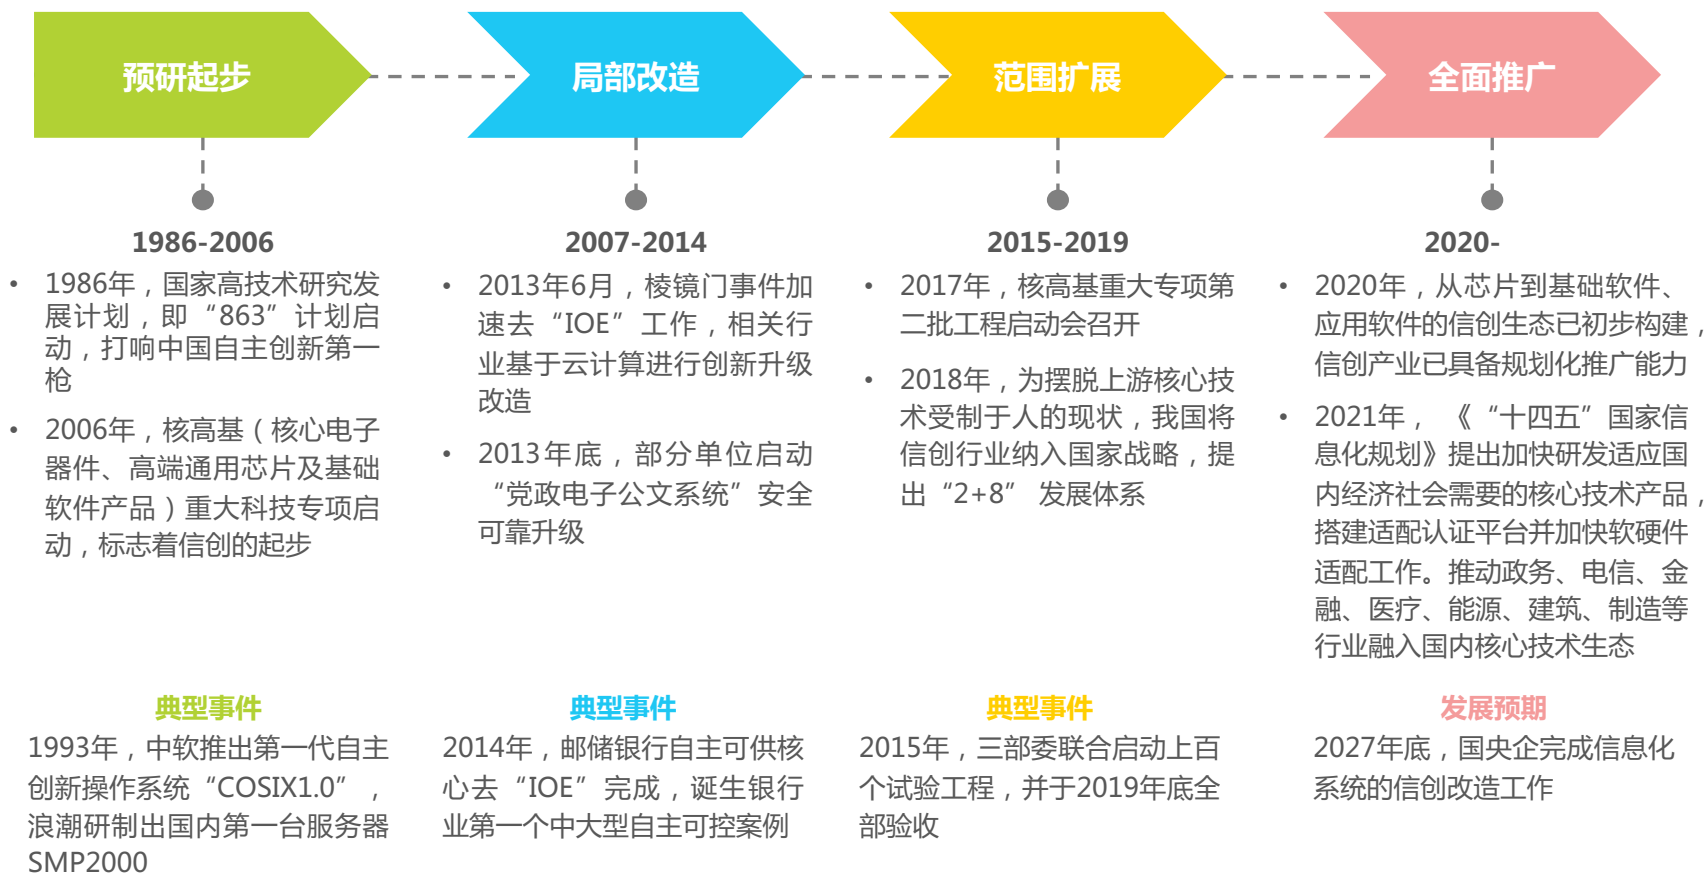 预研起步
局部改造
范围扩展
全面推广
1986-2006
• 1986年，国家高技术研究发
展计划，即“863”计划启
动，打响中国自主创新第一
枪
• 2006年，核高基（核心电子
器件、高端通用芯片及基础
软件产品）重大科技专项启
动，标志着信创的起步
2007-2014
• 2013年6月，棱镜门事件加
速去“IOE”工作，相关行
业基于云计算进行创新升级
改造
• 2013年底，部分单位启动
“党政电子公文系统”安全
可靠升级
2015-2019
• 2017年，核高基重大专项第
二批工程启动会召开
• 2018年，为摆脱上游核心技
术受制于人的现状，我国将
信创行业纳入国家战略，提
出“2+8” 发展体系
2020-
• 2020年，从芯片到基础软件、
应用软件的信创生态已初步构建，
信创产业已具备规划化推广能力
• 2021年， 《“十四五”国家信
息化规划》提出加快研发适应国
内经济社会需要的核心技术产品，
搭建适配认证平台并加快软硬件
适配工作。推动政务、电信、金
融、医疗、能源、建筑、制造等
行业融入国内核心技术生态
典型事件
1993年，中软推出第一代自主
创新操作系统“COSIX1.0”，
浪潮研制出国内第一台服务器
SMP2000
典型事件
2014年，邮储银行自主可供核
心去“IOE”完成，诞生银行
业第一个中大型自主可控案例
典型事件
2015年，三部委联合启动上百
个试验工程，并于2019年底全
部验收
发展预期
2027年底，国央企完成信息化
系统的信创改造工作